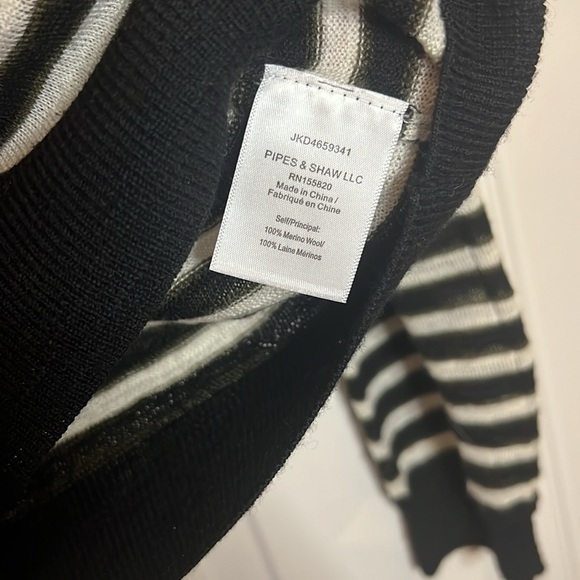 JKD4659341
PIPES & SHAW LLC
RN155820
Made in China /
Fabriqué en Chine
Self/Principal:
100% Merino Wool/
100% Laine Mérinos